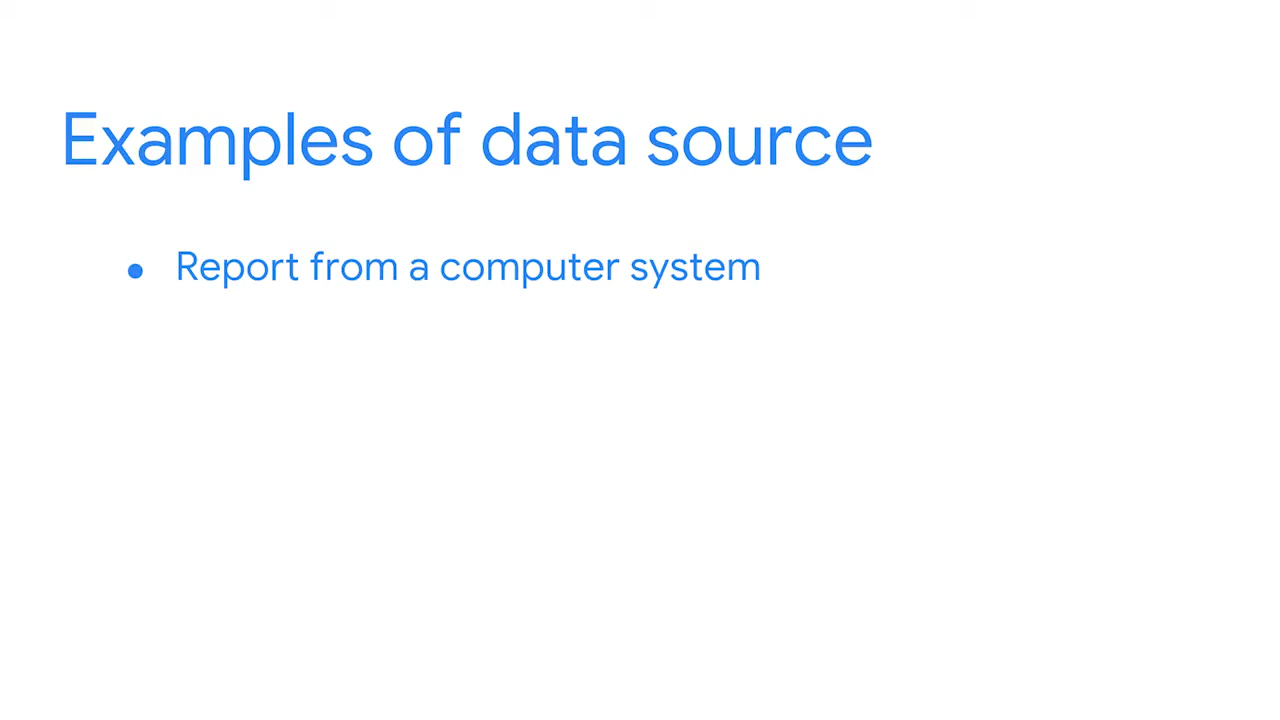 Examples of data source
● Report from a computer system